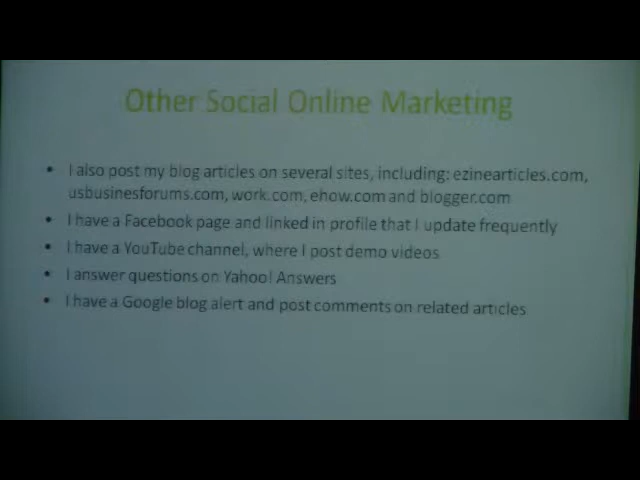 Other Social Online Marketing
• I also post my blog articles on several sites, including: ezinearticles.com,
usbusinesforums.com, work.com, ehow.com and blogger.com
• I have a Facebook page and linked in profile that I update frequently
• I have a YouTube channel, where I post demo videos
• I answer questions on Yahoo! Answers
• I have a Google blog alert and post comments on related articles